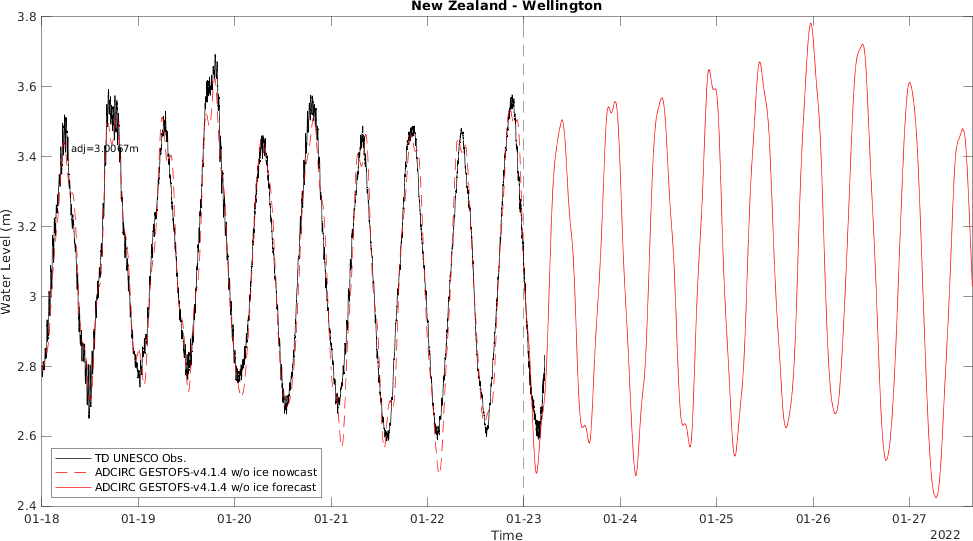 New Zealand - Wellington
3.8
3.6
3.4
3.2
3
2.8
2.6
2.4
Water Level (m)
adj=3.0067m
TD UNESCO Obs.
ADCIRC GESTOFS-v4.1.4 w/o ice nowcast
ADCIRC GESTOFS-v4.1.4 w/o ice forecast
01-18 01-19 01-20 01-21 01-22 01-23 01-24 01-25 01-26 01-27
Time
2022